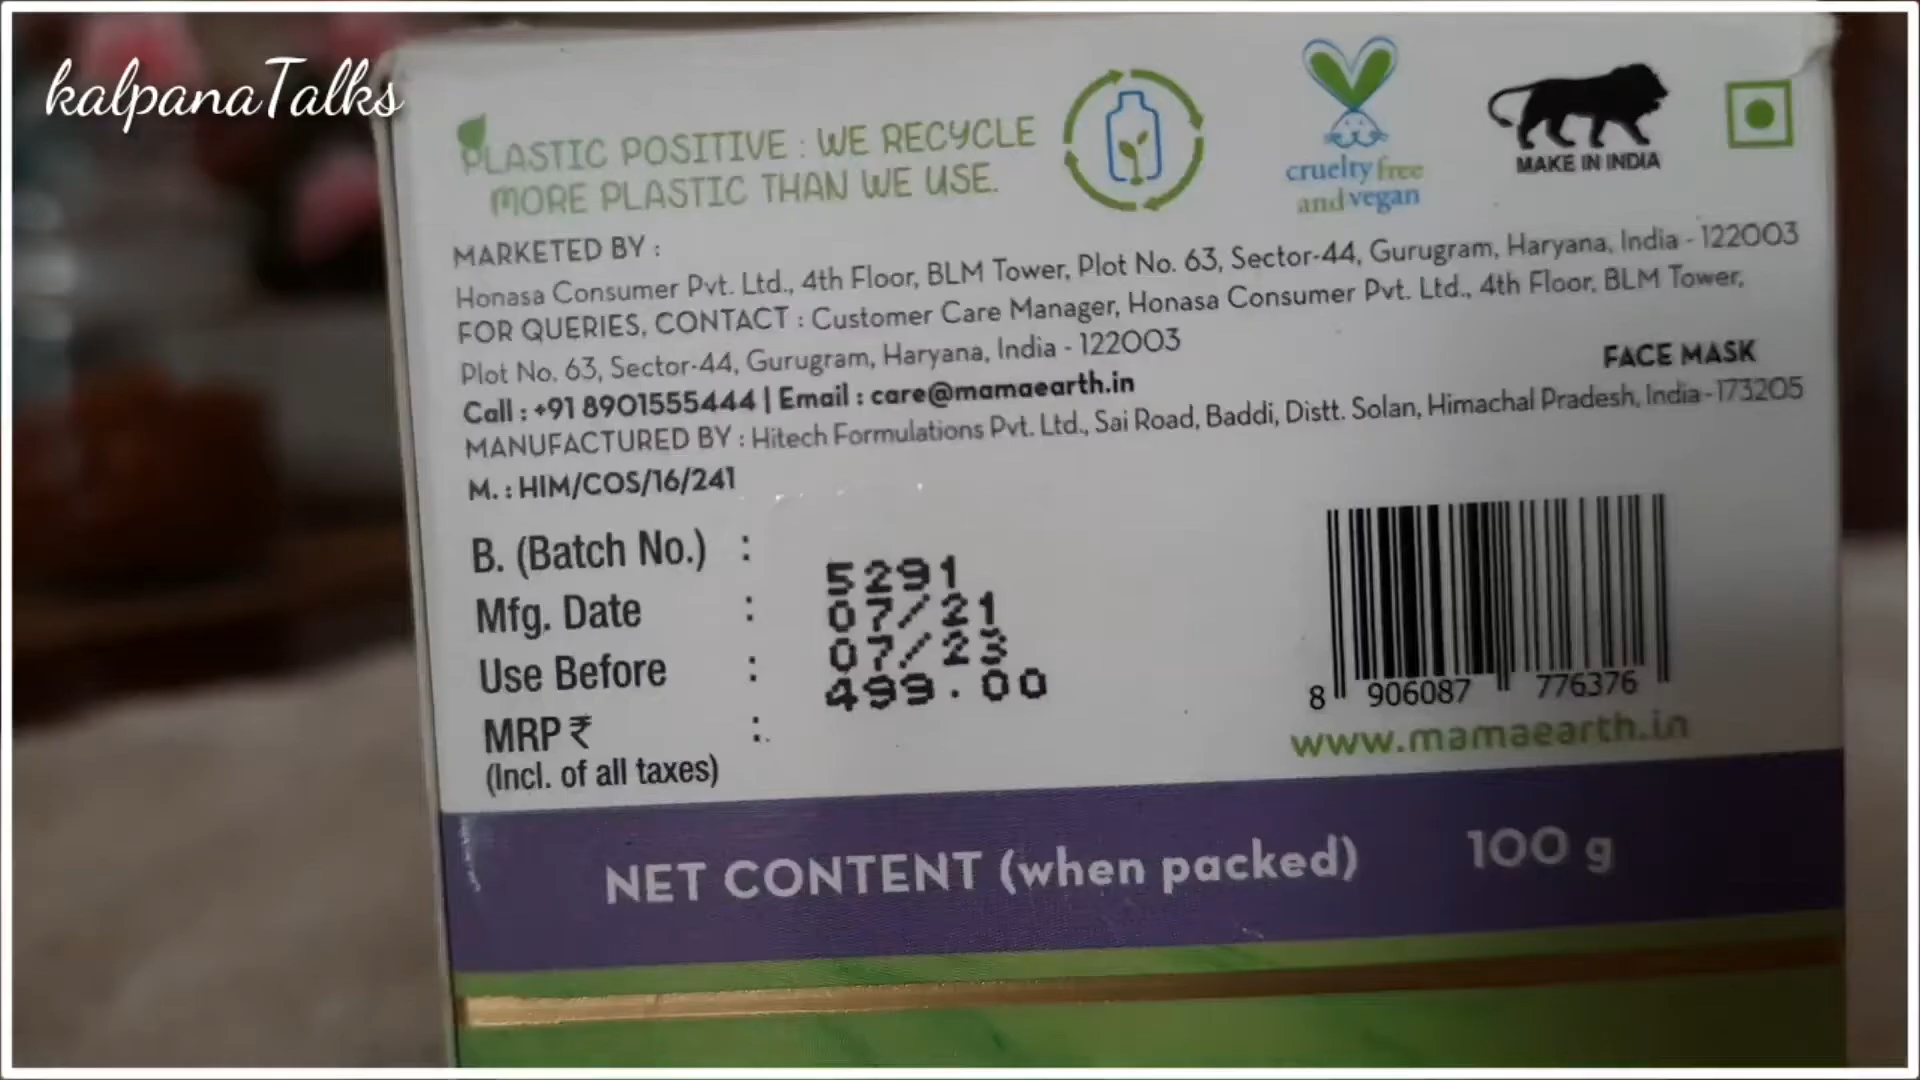 kalpanaTalks
PLASTIC POSITIVE : WE RECYCLE
MORE PLASTIC THAN WE USE.
cruelty free
and vegan
MAKE IN INDIA
MARKETED BY :
Honasa Consumer Pvt. Ltd., 4th Floor, BLM Tower, Plot No. 63, Sector-44, Gurugram, Haryana, India - 122003
FOR QUERIES, CONTACT : Customer Care Manager, Honasa Consumer Pvt. Ltd., 4th Floor, BLM Tower,
Plot No. 63, Sector-44, Gurugram, Haryana, India - 122003
Call : +91 8901555444 | Email : care@mamaearth.in
FACE MASK
MANUFACTURED BY : Hitech Formulations Pvt. Ltd., Sai Road, Baddi, Distt. Solan, Himachal Pradesh, India-173205
M. : HIM/COS/16/241
B. (Batch No.) : 5291
Mfg. Date : 07/21
Use Before : 07/23
MRP ₹ : 499.00
(Incl. of all taxes)
8 906087 776376
www.mamaearth.in
NET CONTENT (when packed) 100 g